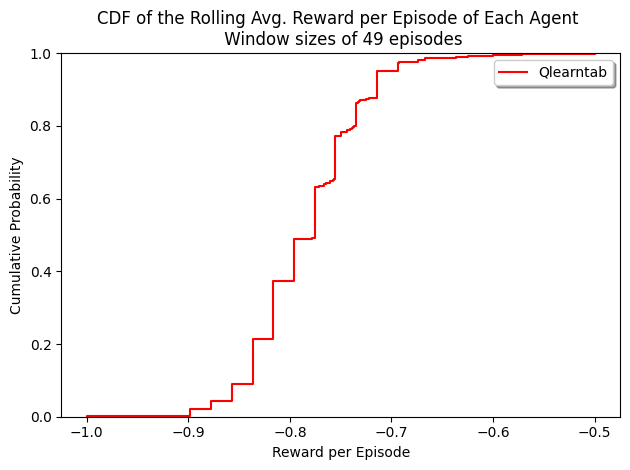 CDF of the Rolling Avg. Reward per Episode of Each Agent
Window sizes of 49 episodes
Qlearntab
Cumulative Probability
1.0
0.8
0.6
0.4
0.2
0.0
−1.0 −0.9 −0.8 −0.7 −0.6 −0.5
Reward per Episode